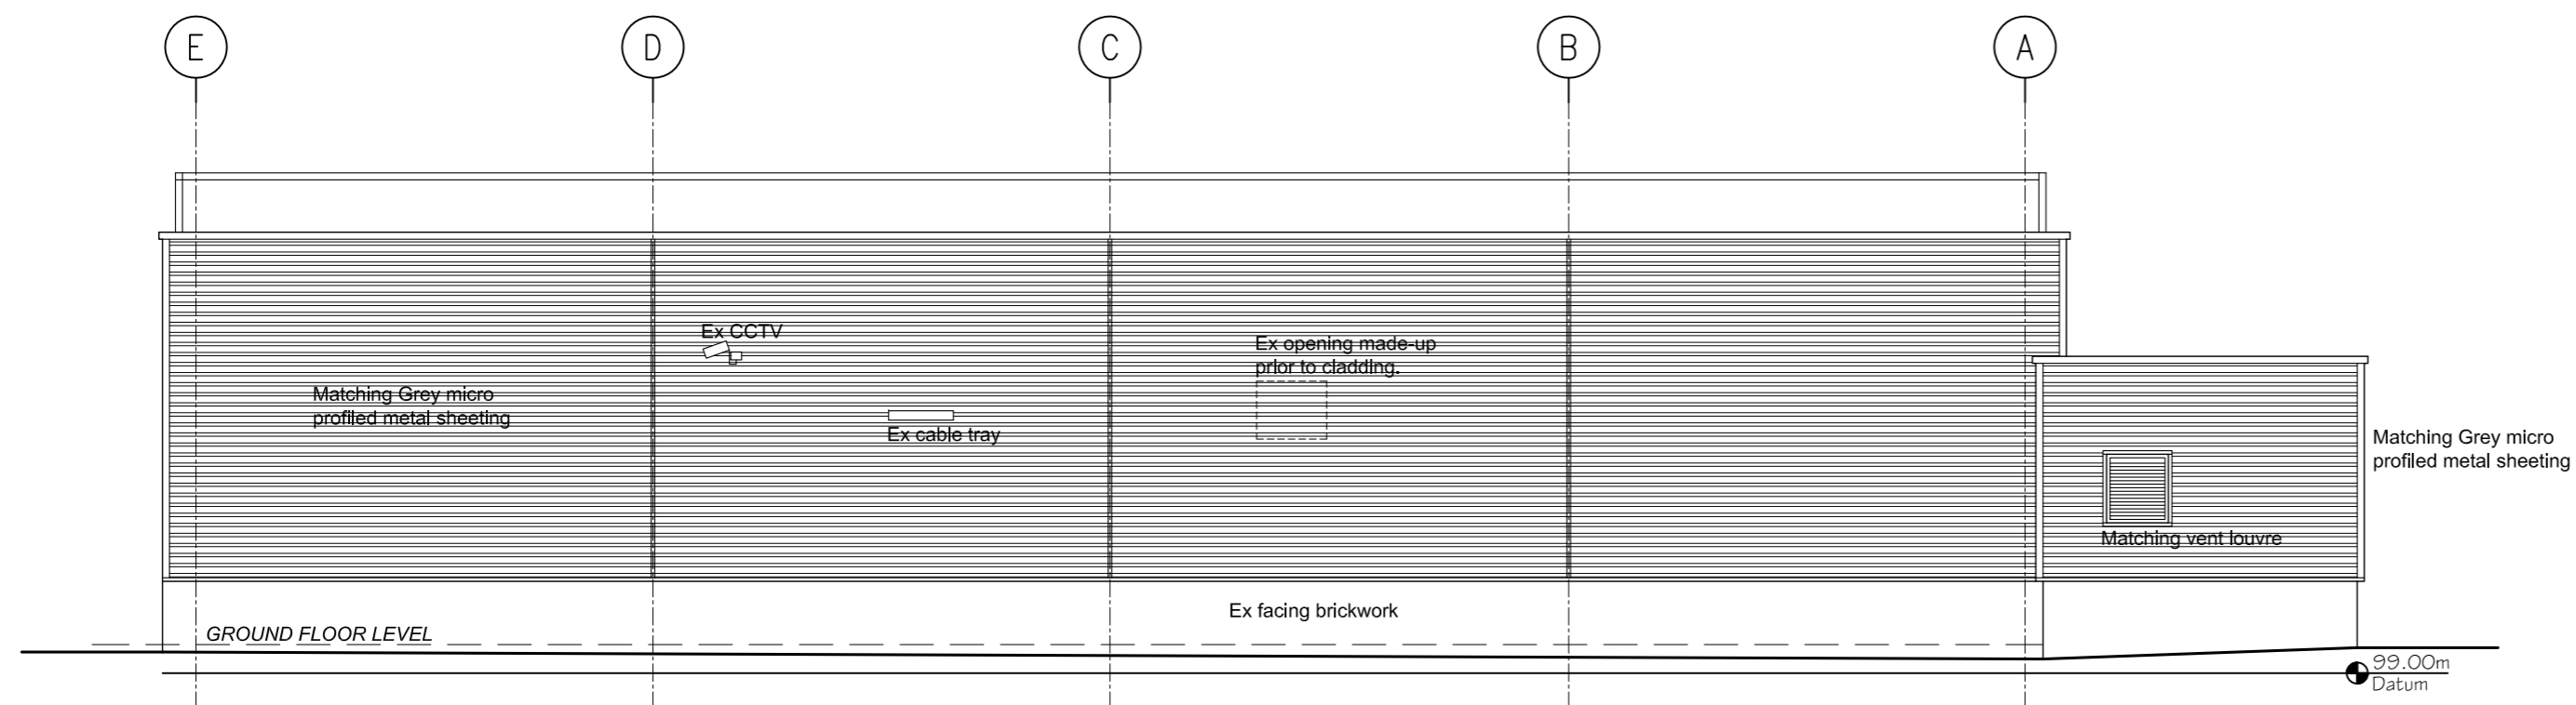 E
D
C
B
A
Ex CCTV
Ex opening made-up
prior to cladding.
Matching Grey micro
profiled metal sheeting
Ex cable tray
Matching Grey micro
profiled metal sheeting
Matching vent louvre
Ex facing brickwork
GROUND FLOOR LEVEL
99.00m
Datum